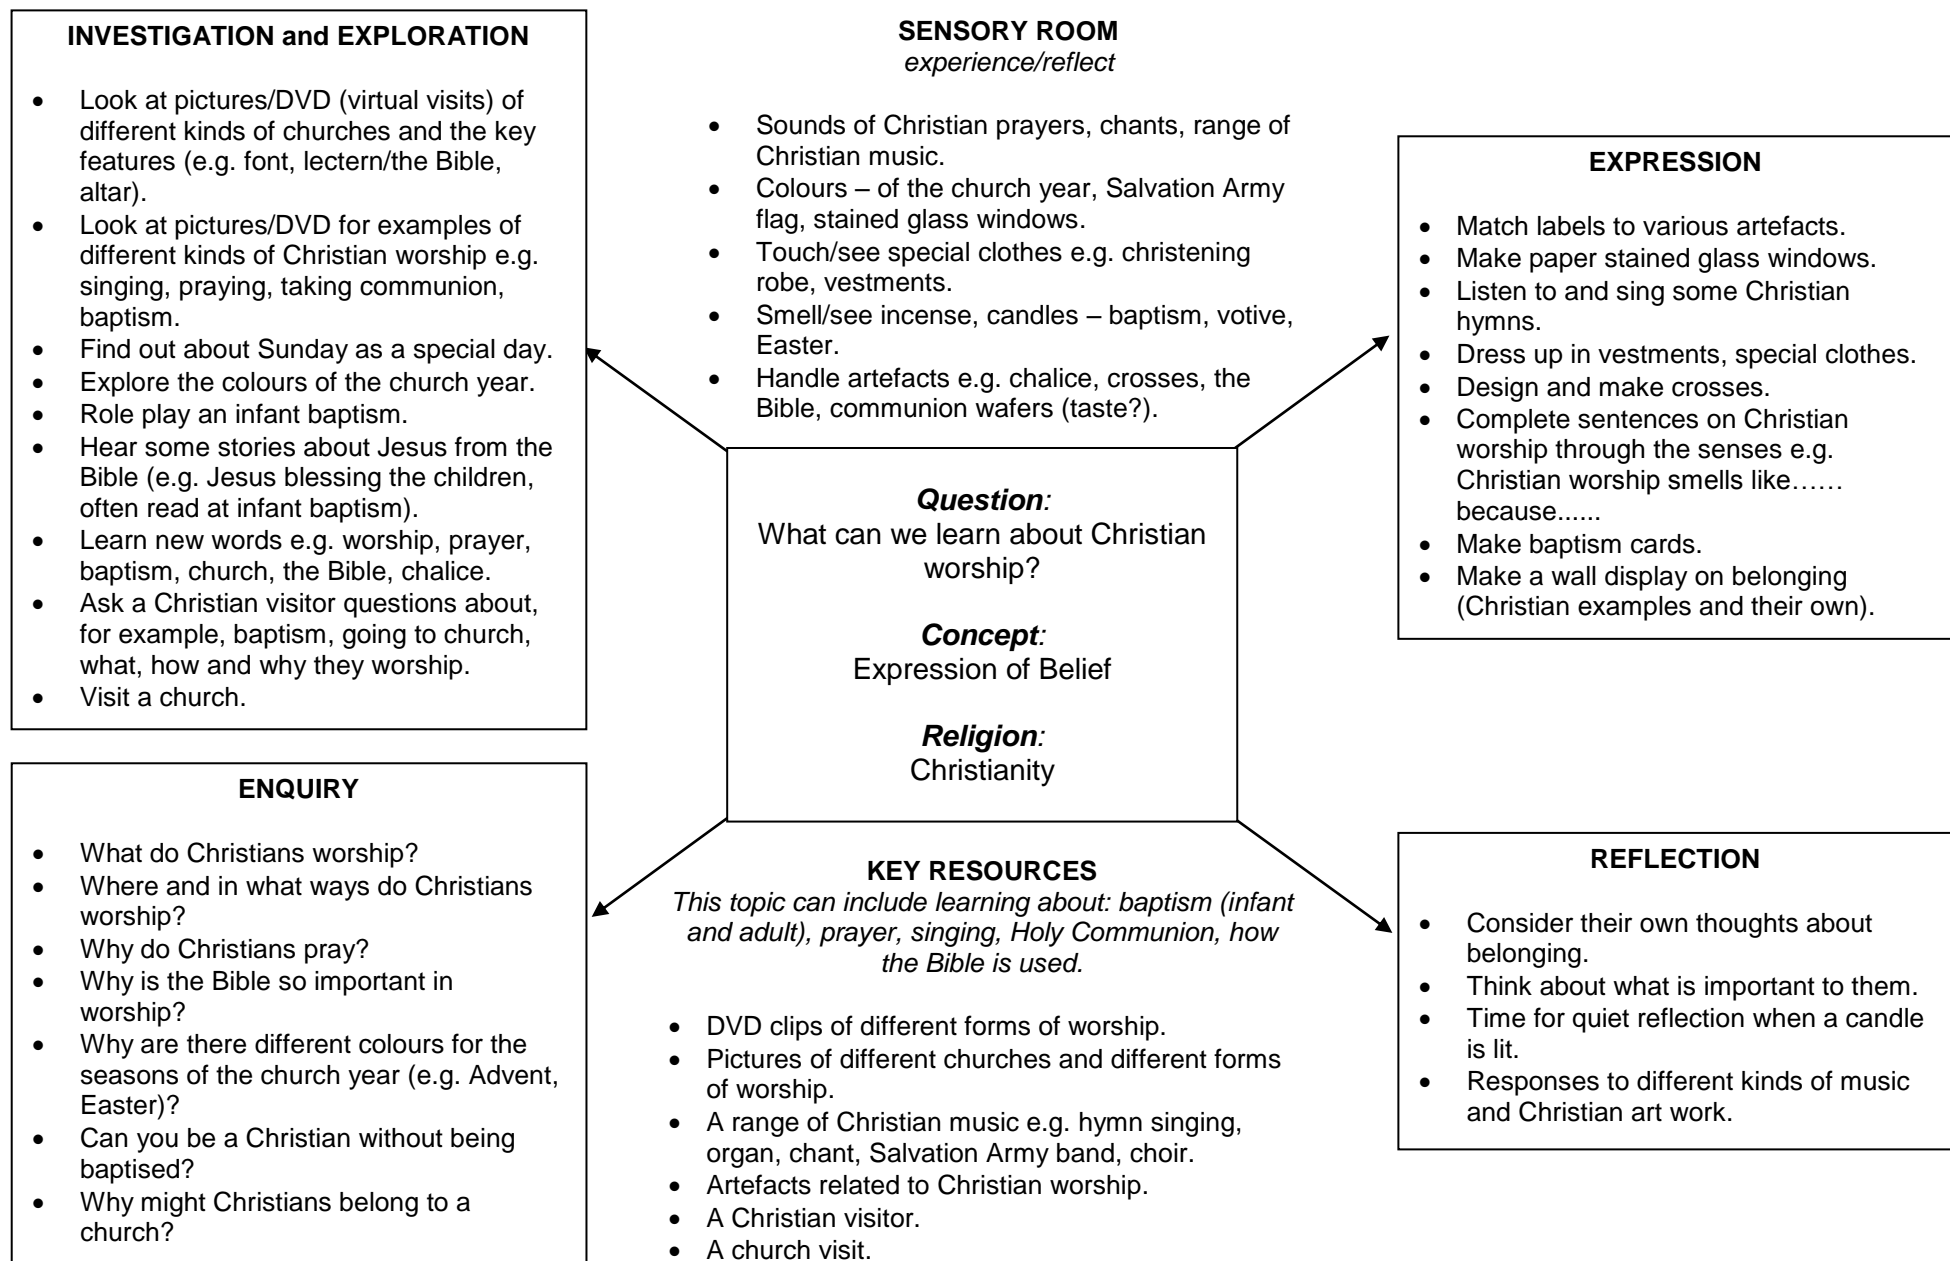 INVESTIGATION and EXPLORATION
• Look at pictures/DVD (virtual visits) of
different kinds of churches and the key
features (e.g. font, lectern/the Bible,
altar).
• Look at pictures/DVD for examples of
different kinds of Christian worship e.g.
singing, praying, taking communion,
baptism.
• Find out about Sunday as a special day.
• Explore the colours of the church year.
• Role play an infant baptism.
• Hear some stories about Jesus from the
Bible (e.g. Jesus blessing the children,
often read at infant baptism).
• Learn new words e.g. worship, prayer,
baptism, church, the Bible, chalice.
• Ask a Christian visitor questions about,
for example, baptism, going to church,
what, how and why they worship.
• Visit a church.
SENSORY ROOM
experience/reflect
• Sounds of Christian prayers, chants, range of
Christian music.
• Colours – of the church year, Salvation Army
flag, stained glass windows.
• Touch/see special clothes e.g. christening
robe, vestments.
• Smell/see incense, candles – baptism, votive,
Easter.
• Handle artefacts e.g. chalice, crosses, the
Bible, communion wafers (taste?).
EXPRESSION
• Match labels to various artefacts.
• Make paper stained glass windows.
• Listen to and sing some Christian
hymns.
• Dress up in vestments, special clothes.
• Design and make crosses.
• Complete sentences on Christian
worship through the senses e.g.
Christian worship smells like……
because......
• Make baptism cards.
• Make a wall display on belonging
(Christian examples and their own).
Question:
What can we learn about Christian
worship?
Concept:
Expression of Belief
Religion:
Christianity
ENQUIRY
• What do Christians worship?
• Where and in what ways do Christians
worship?
• Why do Christians pray?
• Why is the Bible so important in
worship?
• Why are there different colours for the
seasons of the church year (e.g. Advent,
Easter)?
• Can you be a Christian without being
baptised?
• Why might Christians belong to a
church?
KEY RESOURCES
This topic can include learning about: baptism (infant
and adult), prayer, singing, Holy Communion, how
the Bible is used.
• DVD clips of different forms of worship.
• Pictures of different churches and different forms
of worship.
• A range of Christian music e.g. hymn singing,
organ, chant, Salvation Army band, choir.
• Artefacts related to Christian worship.
• A Christian visitor.
• A church visit.
REFLECTION
• Consider their own thoughts about
belonging.
• Think about what is important to them.
• Time for quiet reflection when a candle
is lit.
• Responses to different kinds of music
and Christian art work.